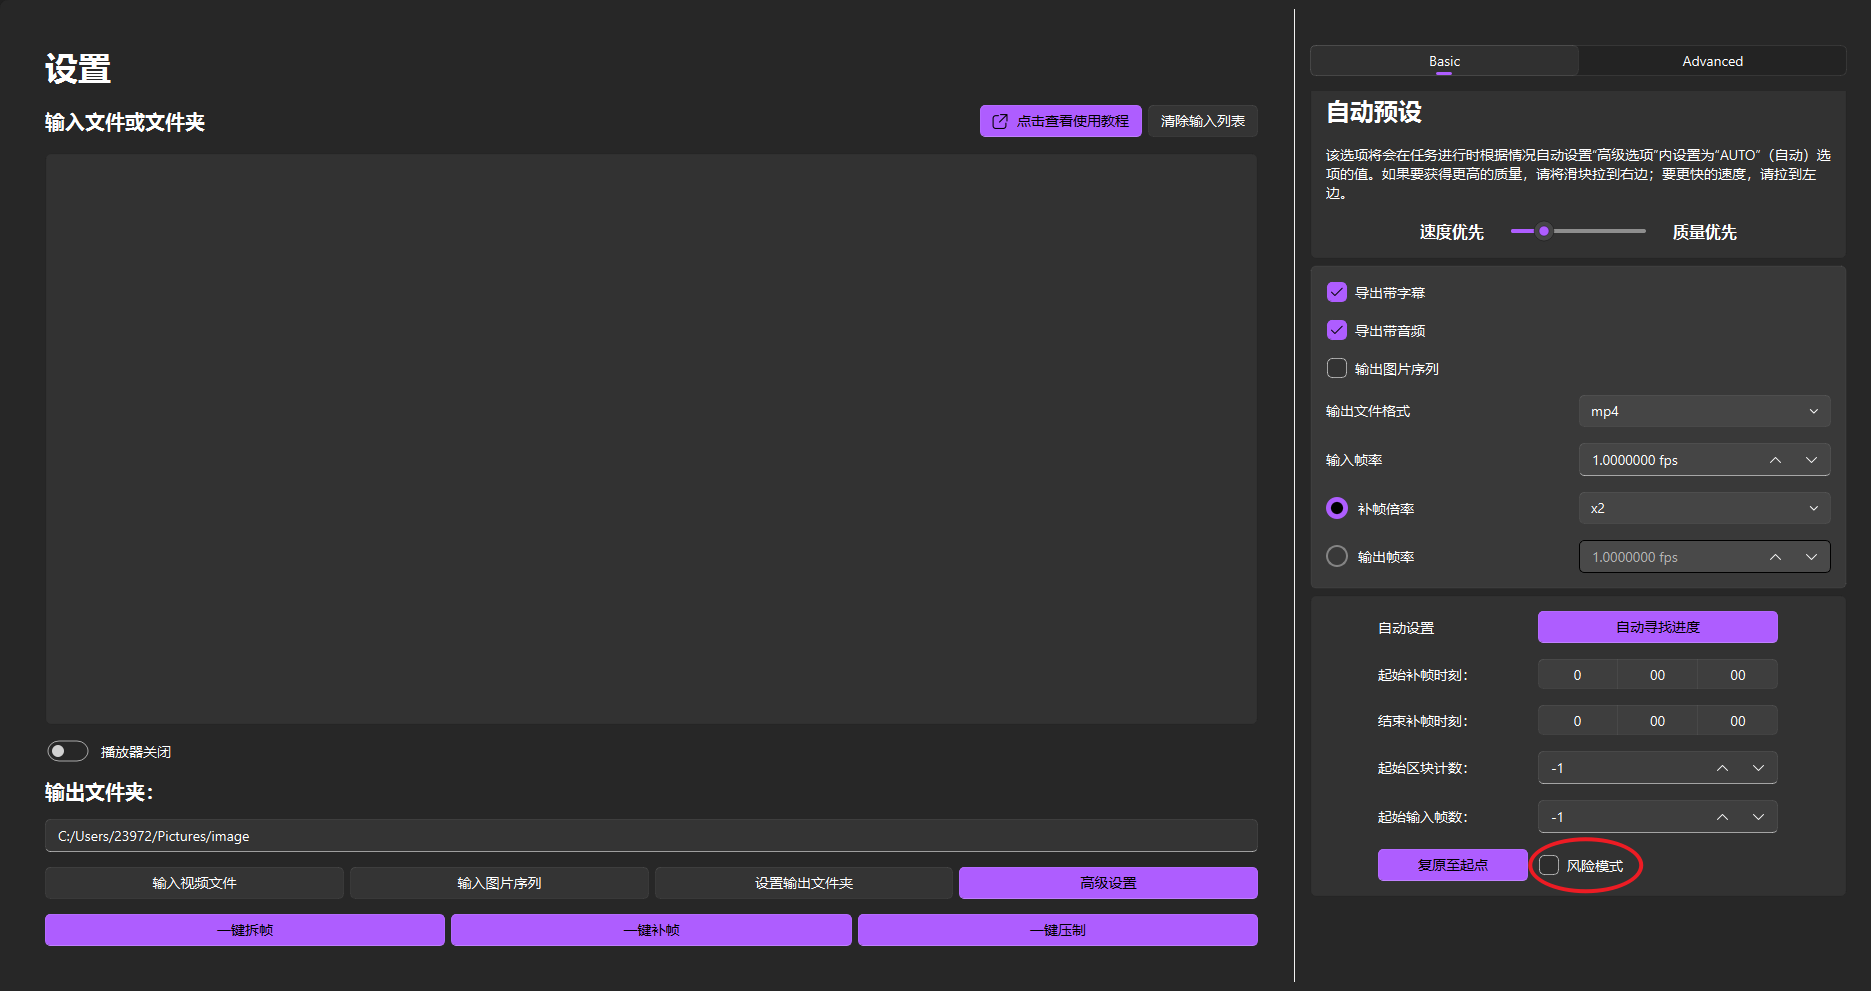 设置
输入文件或文件夹
点击查看使用教程
清除输入列表
播放器关闭
输出文件夹：
C:/Users/23972/Pictures/image
输入视频文件
输入图片序列
设置输出文件夹
高级设置
一键拆帧
一键补帧
一键压制
Basic
Advanced
自动预设
该选项将会在任务进行时根据情况自动设置“高级选项”内设置为“AUTO”（自动）选
项的值。如果要获得更高的质量，请将滑块拉到右边；要更快的速度，请拉到左
边。
速度优先
质量优先
导出带字幕
导出带音频
输出图片序列
输出文件格式
mp4
输入帧率
1.0000000 fps
补帧倍率
x2
输出帧率
1.0000000 fps
自动设置
自动寻找进度
起始补帧时刻：
0 00 00
结束补帧时刻：
0 00 00
起始区块计数：
-1
起始输入帧数：
-1
复原至起点
风险模式